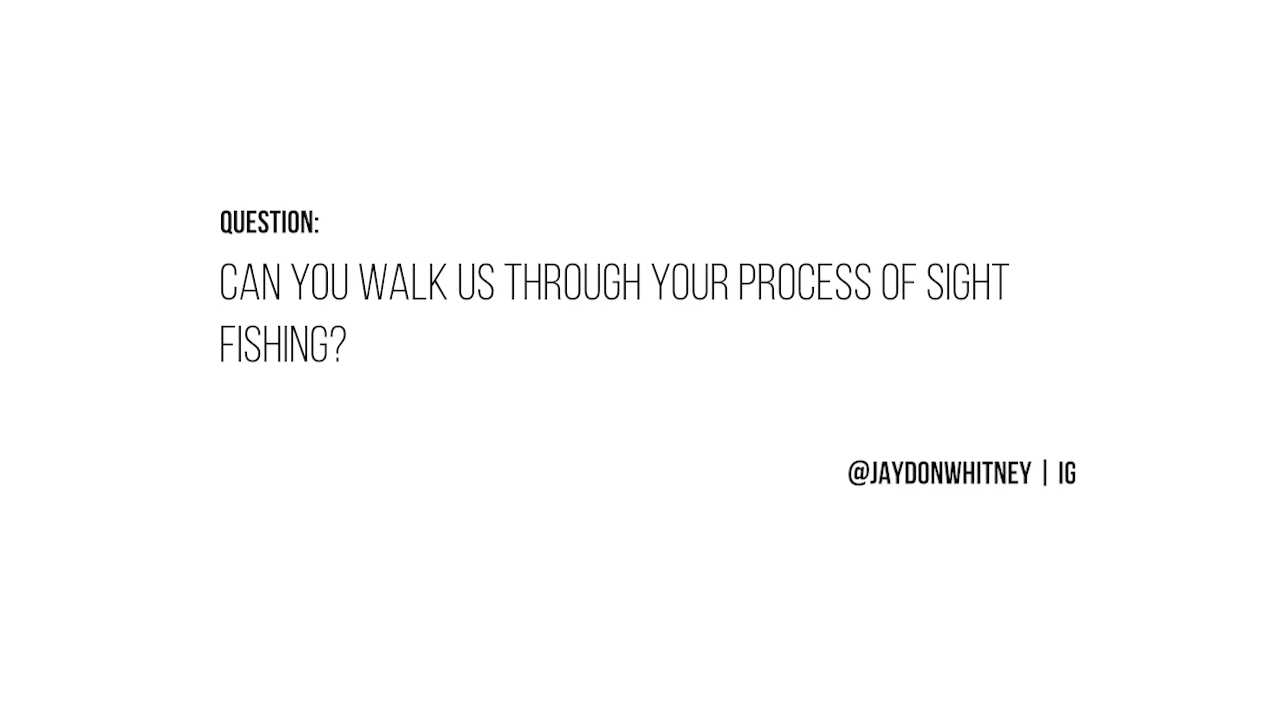 QUESTION:
CAN YOU WALK US THROUGH YOUR PROCESS OF SIGHT
FISHING?
@JAYDONWHITNEY | IG